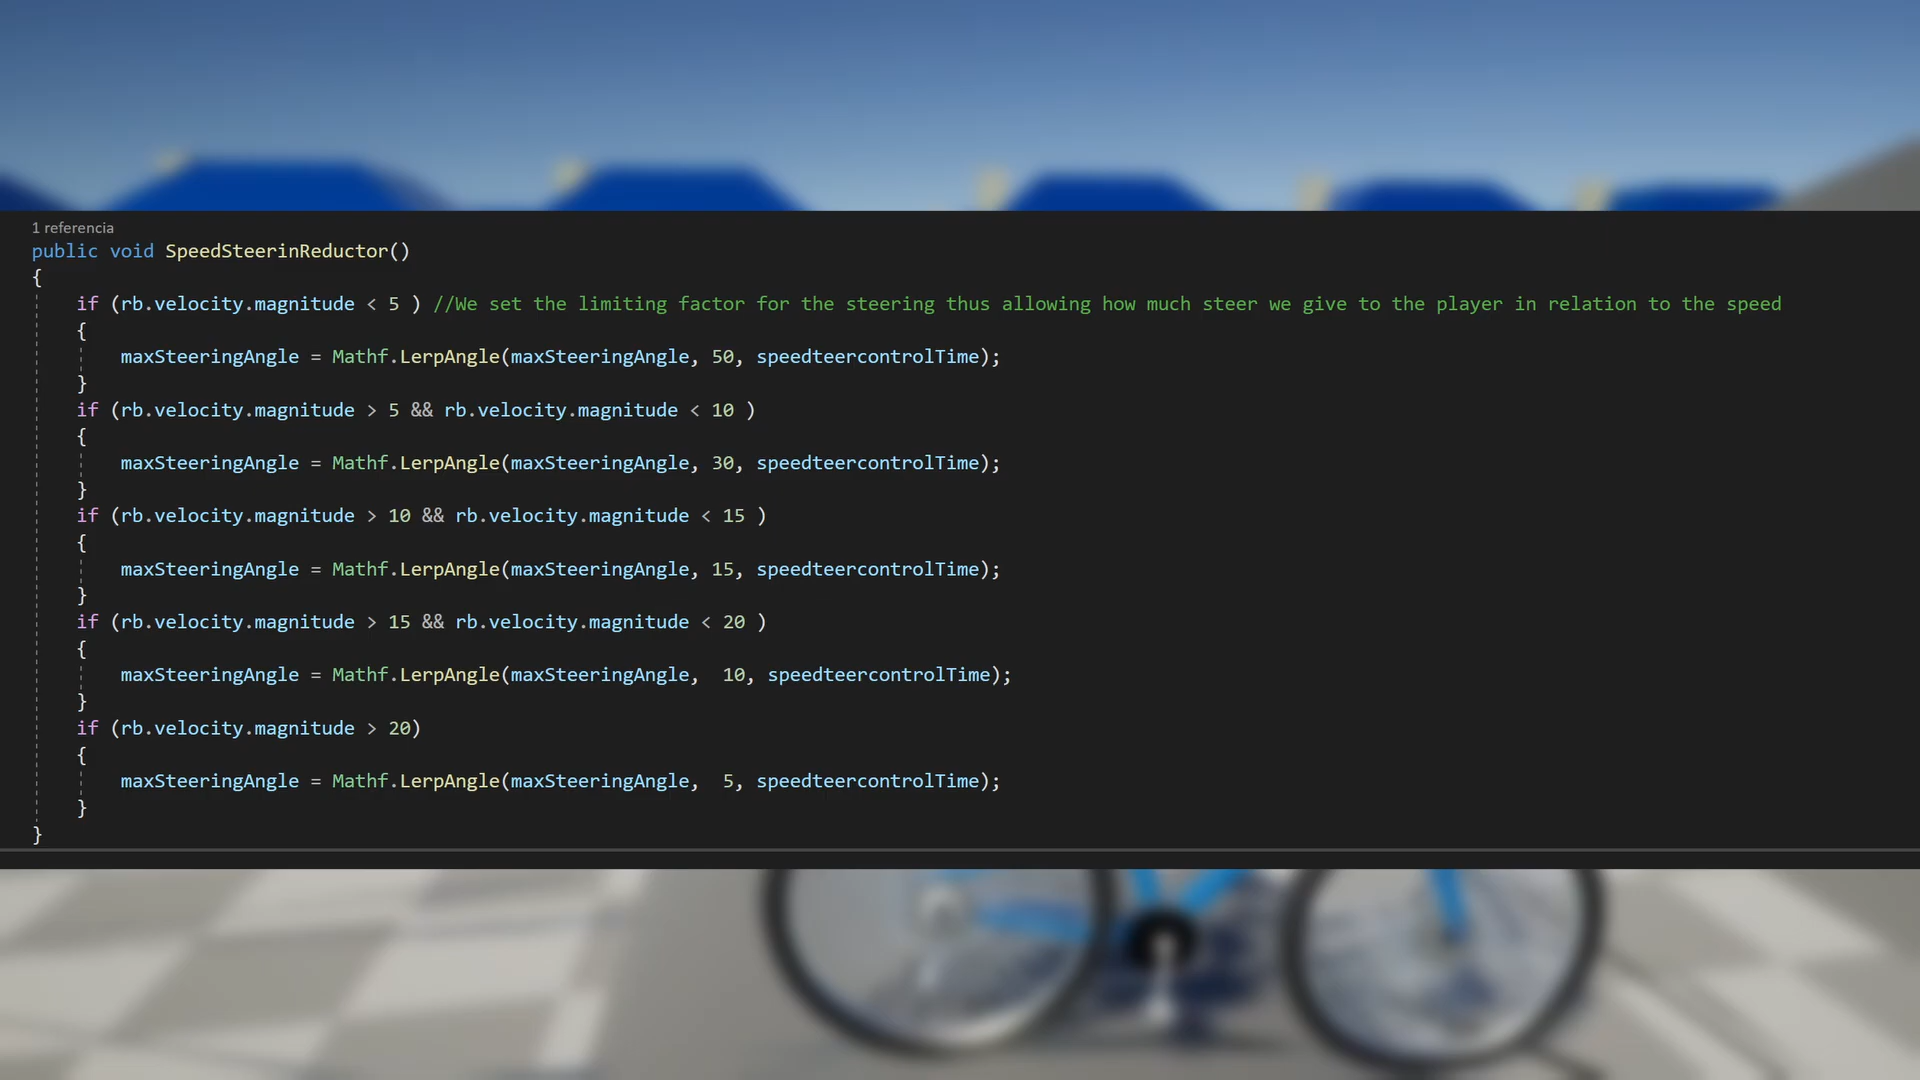 1 referencia
public void SpeedSteerinReductor()
{
if (rb.velocity.magnitude < 5 ) //We set the limiting factor for the steering thus allowing how much steer we give to the player in relation to the speed
{
maxSteeringAngle = Mathf.LerpAngle(maxSteeringAngle, 50, speedteercontrolTime);
}
if (rb.velocity.magnitude > 5 && rb.velocity.magnitude < 10 )
{
maxSteeringAngle = Mathf.LerpAngle(maxSteeringAngle, 30, speedteercontrolTime);
}
if (rb.velocity.magnitude > 10 && rb.velocity.magnitude < 15 )
{
maxSteeringAngle = Mathf.LerpAngle(maxSteeringAngle, 15, speedteercontrolTime);
}
if (rb.velocity.magnitude > 15 && rb.velocity.magnitude < 20 )
{
maxSteeringAngle = Mathf.LerpAngle(maxSteeringAngle,  10, speedteercontrolTime);
}
if (rb.velocity.magnitude > 20)
{
maxSteeringAngle = Mathf.LerpAngle(maxSteeringAngle,  5, speedteercontrolTime);
}
}